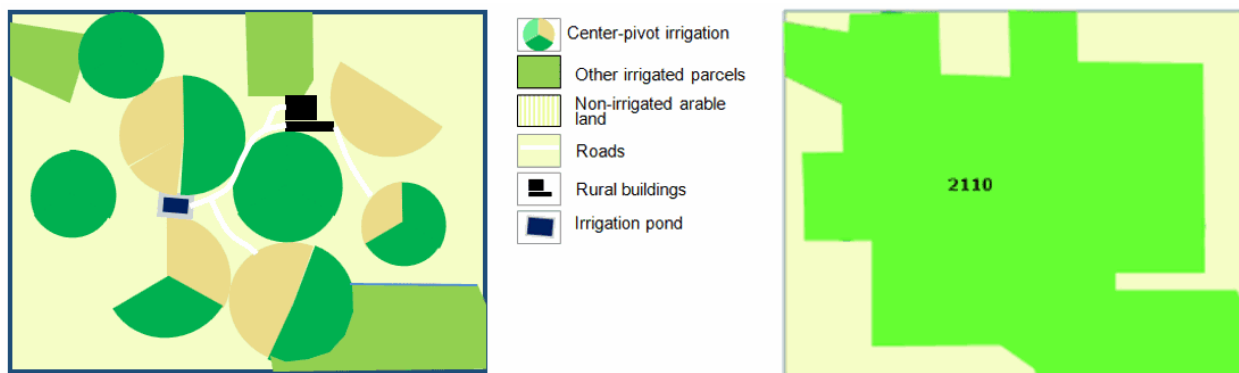 Center-pivot irrigation
Other irrigated parcels
Non-irrigated arable
land
Roads
Rural buildings
Irrigation pond
2110